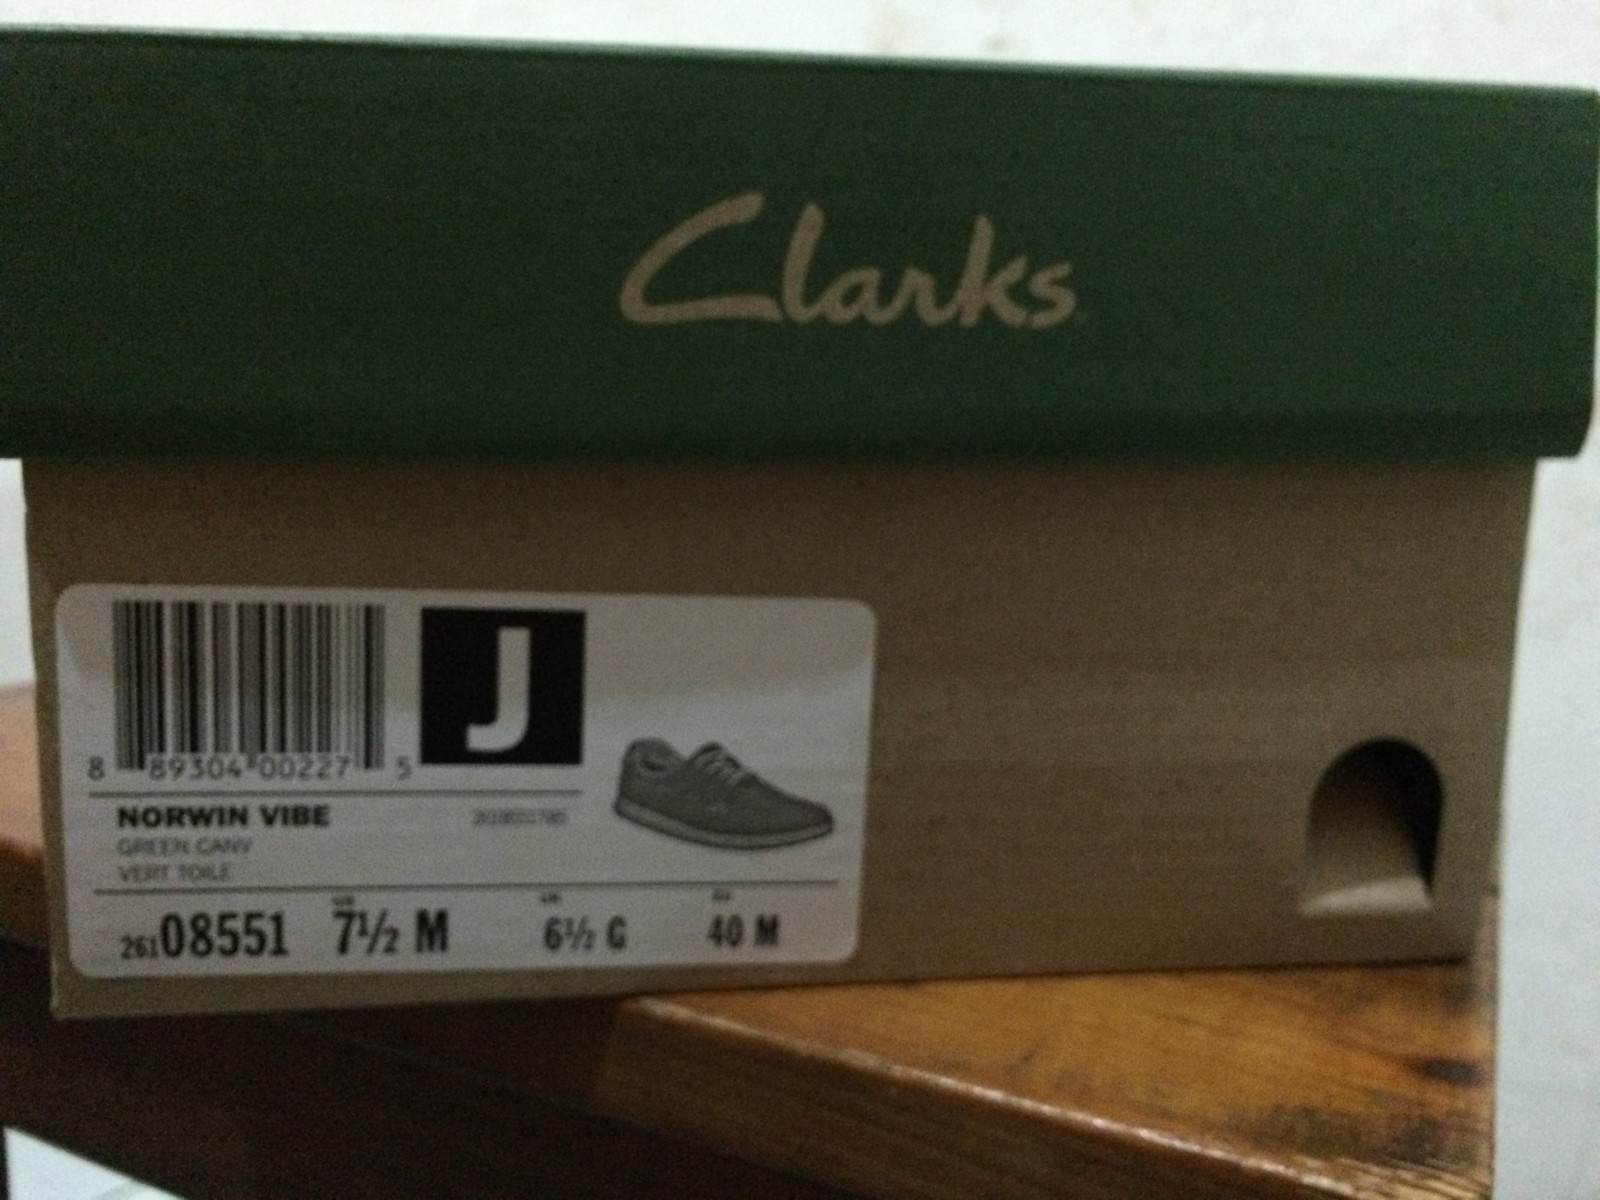 Clarks
J
8 89304 00227 5
NORWIN VIBE
GREEN CANV
VERT TOILE
26108551 7½ M 6½ G 40 M